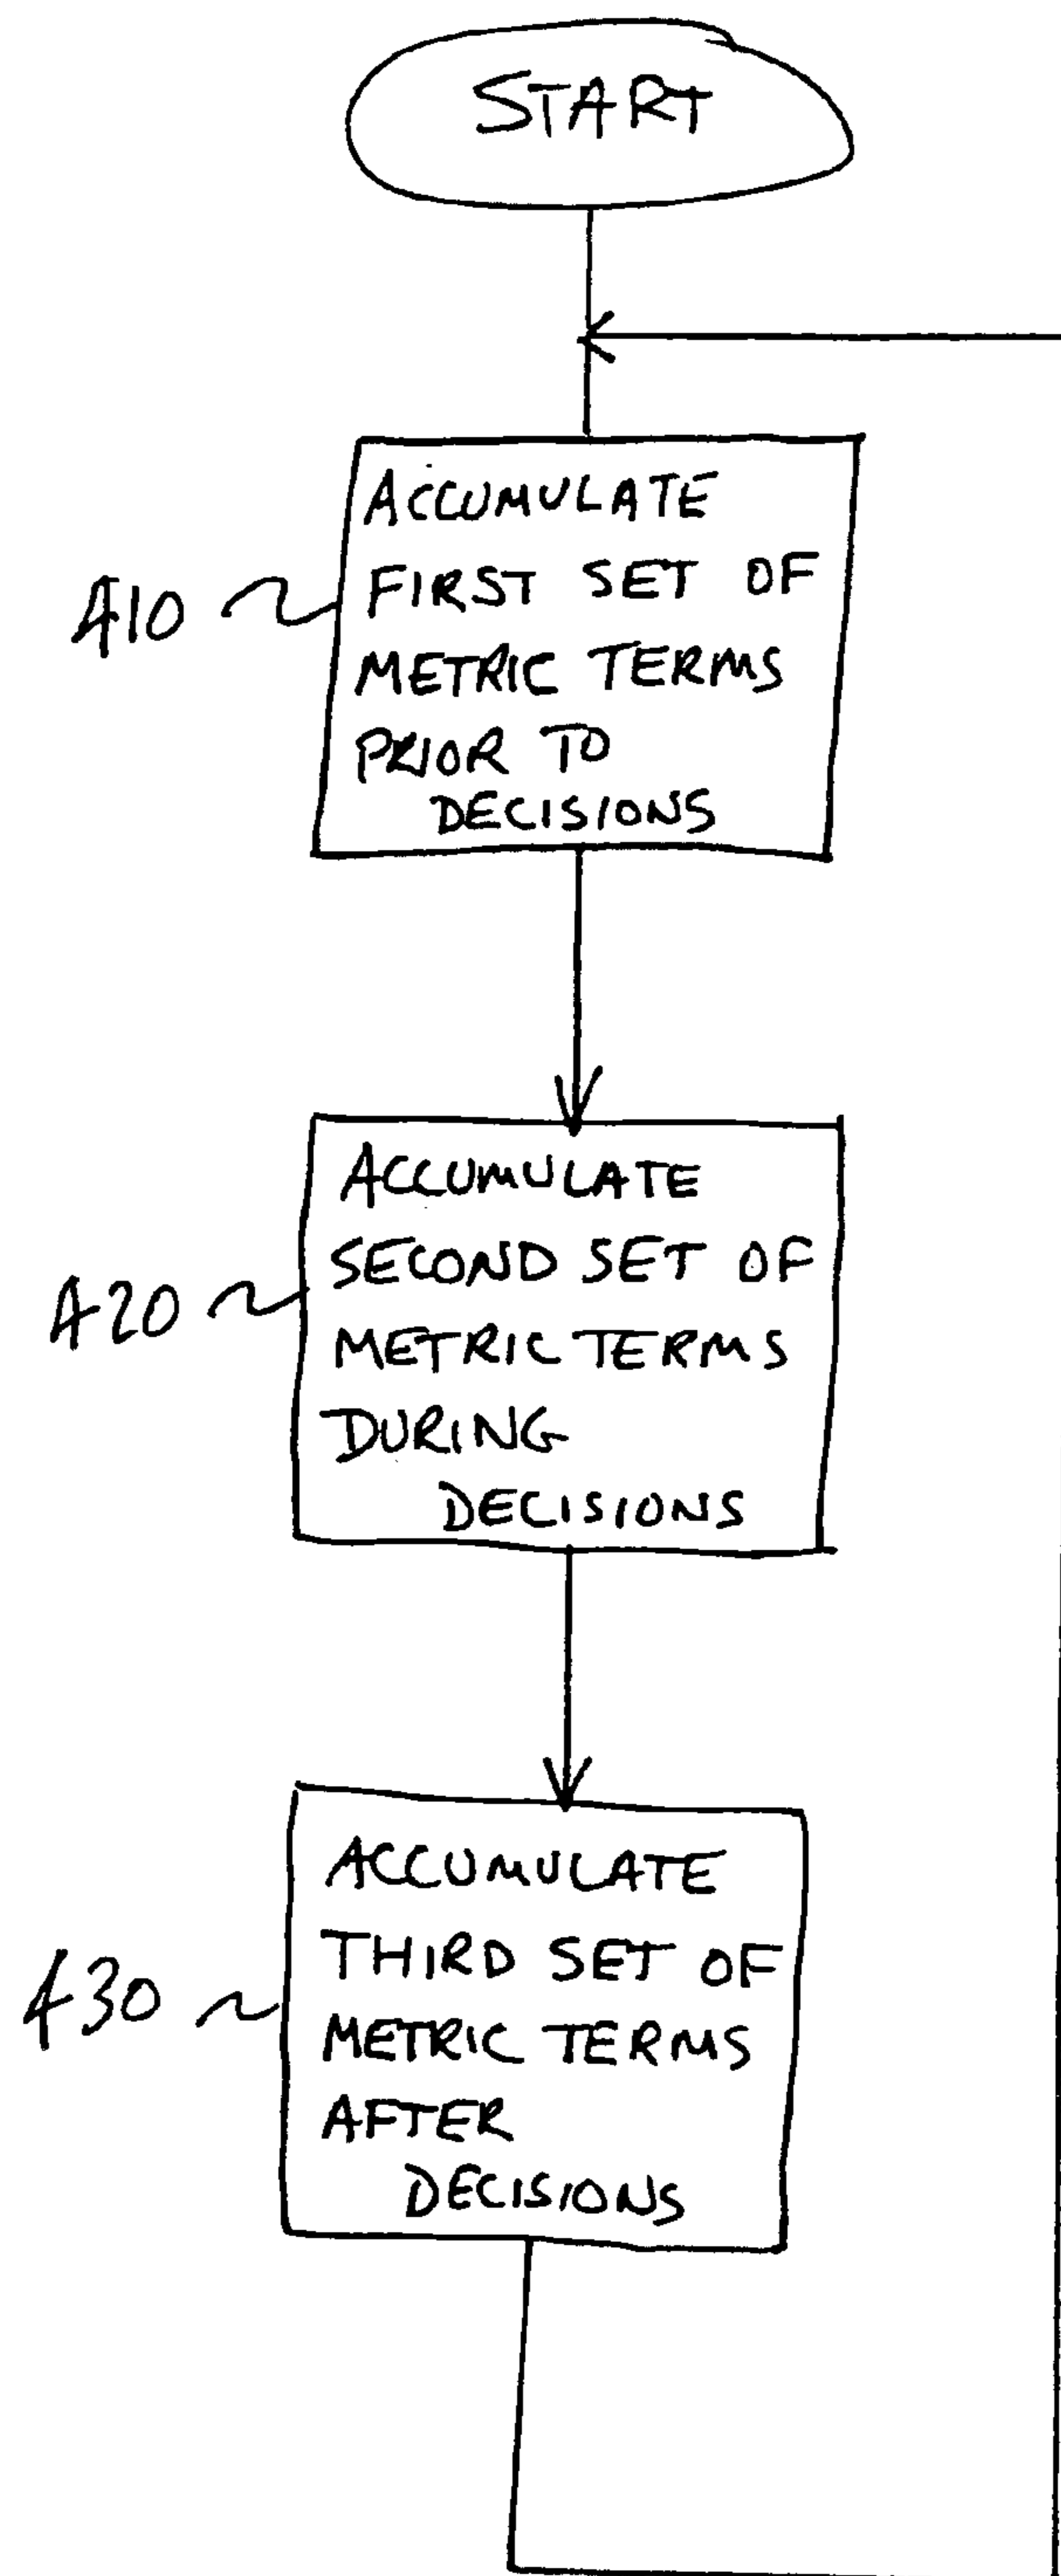 START
ACCUMULATE
FIRST SET OF
METRIC TERMS
PRIOR TO
DECISIONS
410
ACCUMULATE
SECOND SET OF
METRIC TERMS
DURING
DECISIONS
420
ACCUMULATE
THIRD SET OF
METRIC TERMS
AFTER
DECISIONS
430